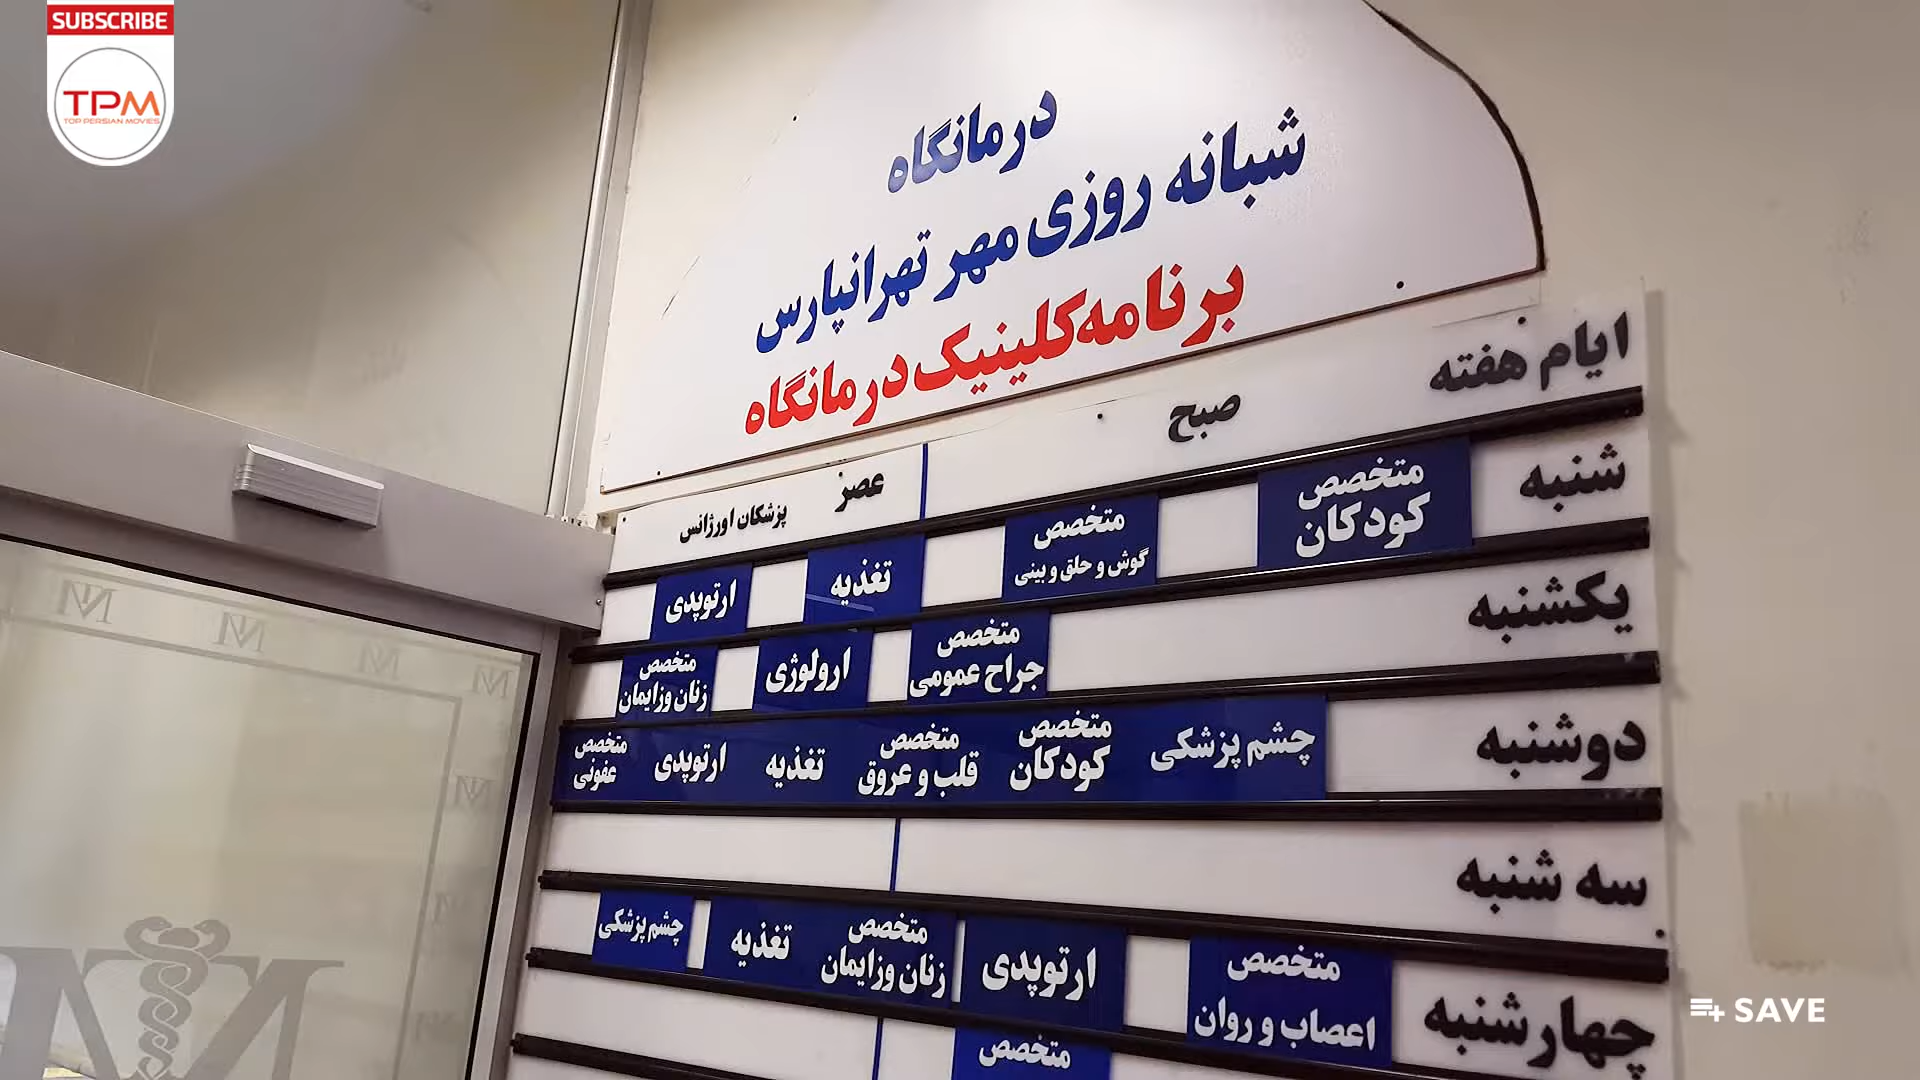 SUBSCRIBE
TPM
TOP PERSIAN MOVIES
درمانگاه
شبانه روزی مهر تهرانپارس
برنامه کلینیک درمانگاه
ایام هفته
صبح
عصر
پزشکان اورژانس
شنبه
متخصص
کودکان
متخصص
گوش و حلق و بینی
تغذیه
ارتوپدی
یکشنبه
متخصص
جراح عمومی
ارولوژی
متخصص
زنان وزایمان
دوشنبه
چشم پزشکی
متخصص
کودکان
متخصص
قلب و عروق
تغذیه
ارتوپدی
متخصص
عفونی
سه شنبه
چهارشنبه
متخصص
اعصاب و روان
ارتوپدی
متخصص
زنان وزایمان
تغذیه
چشم پزشکی
متخصص
SAVE